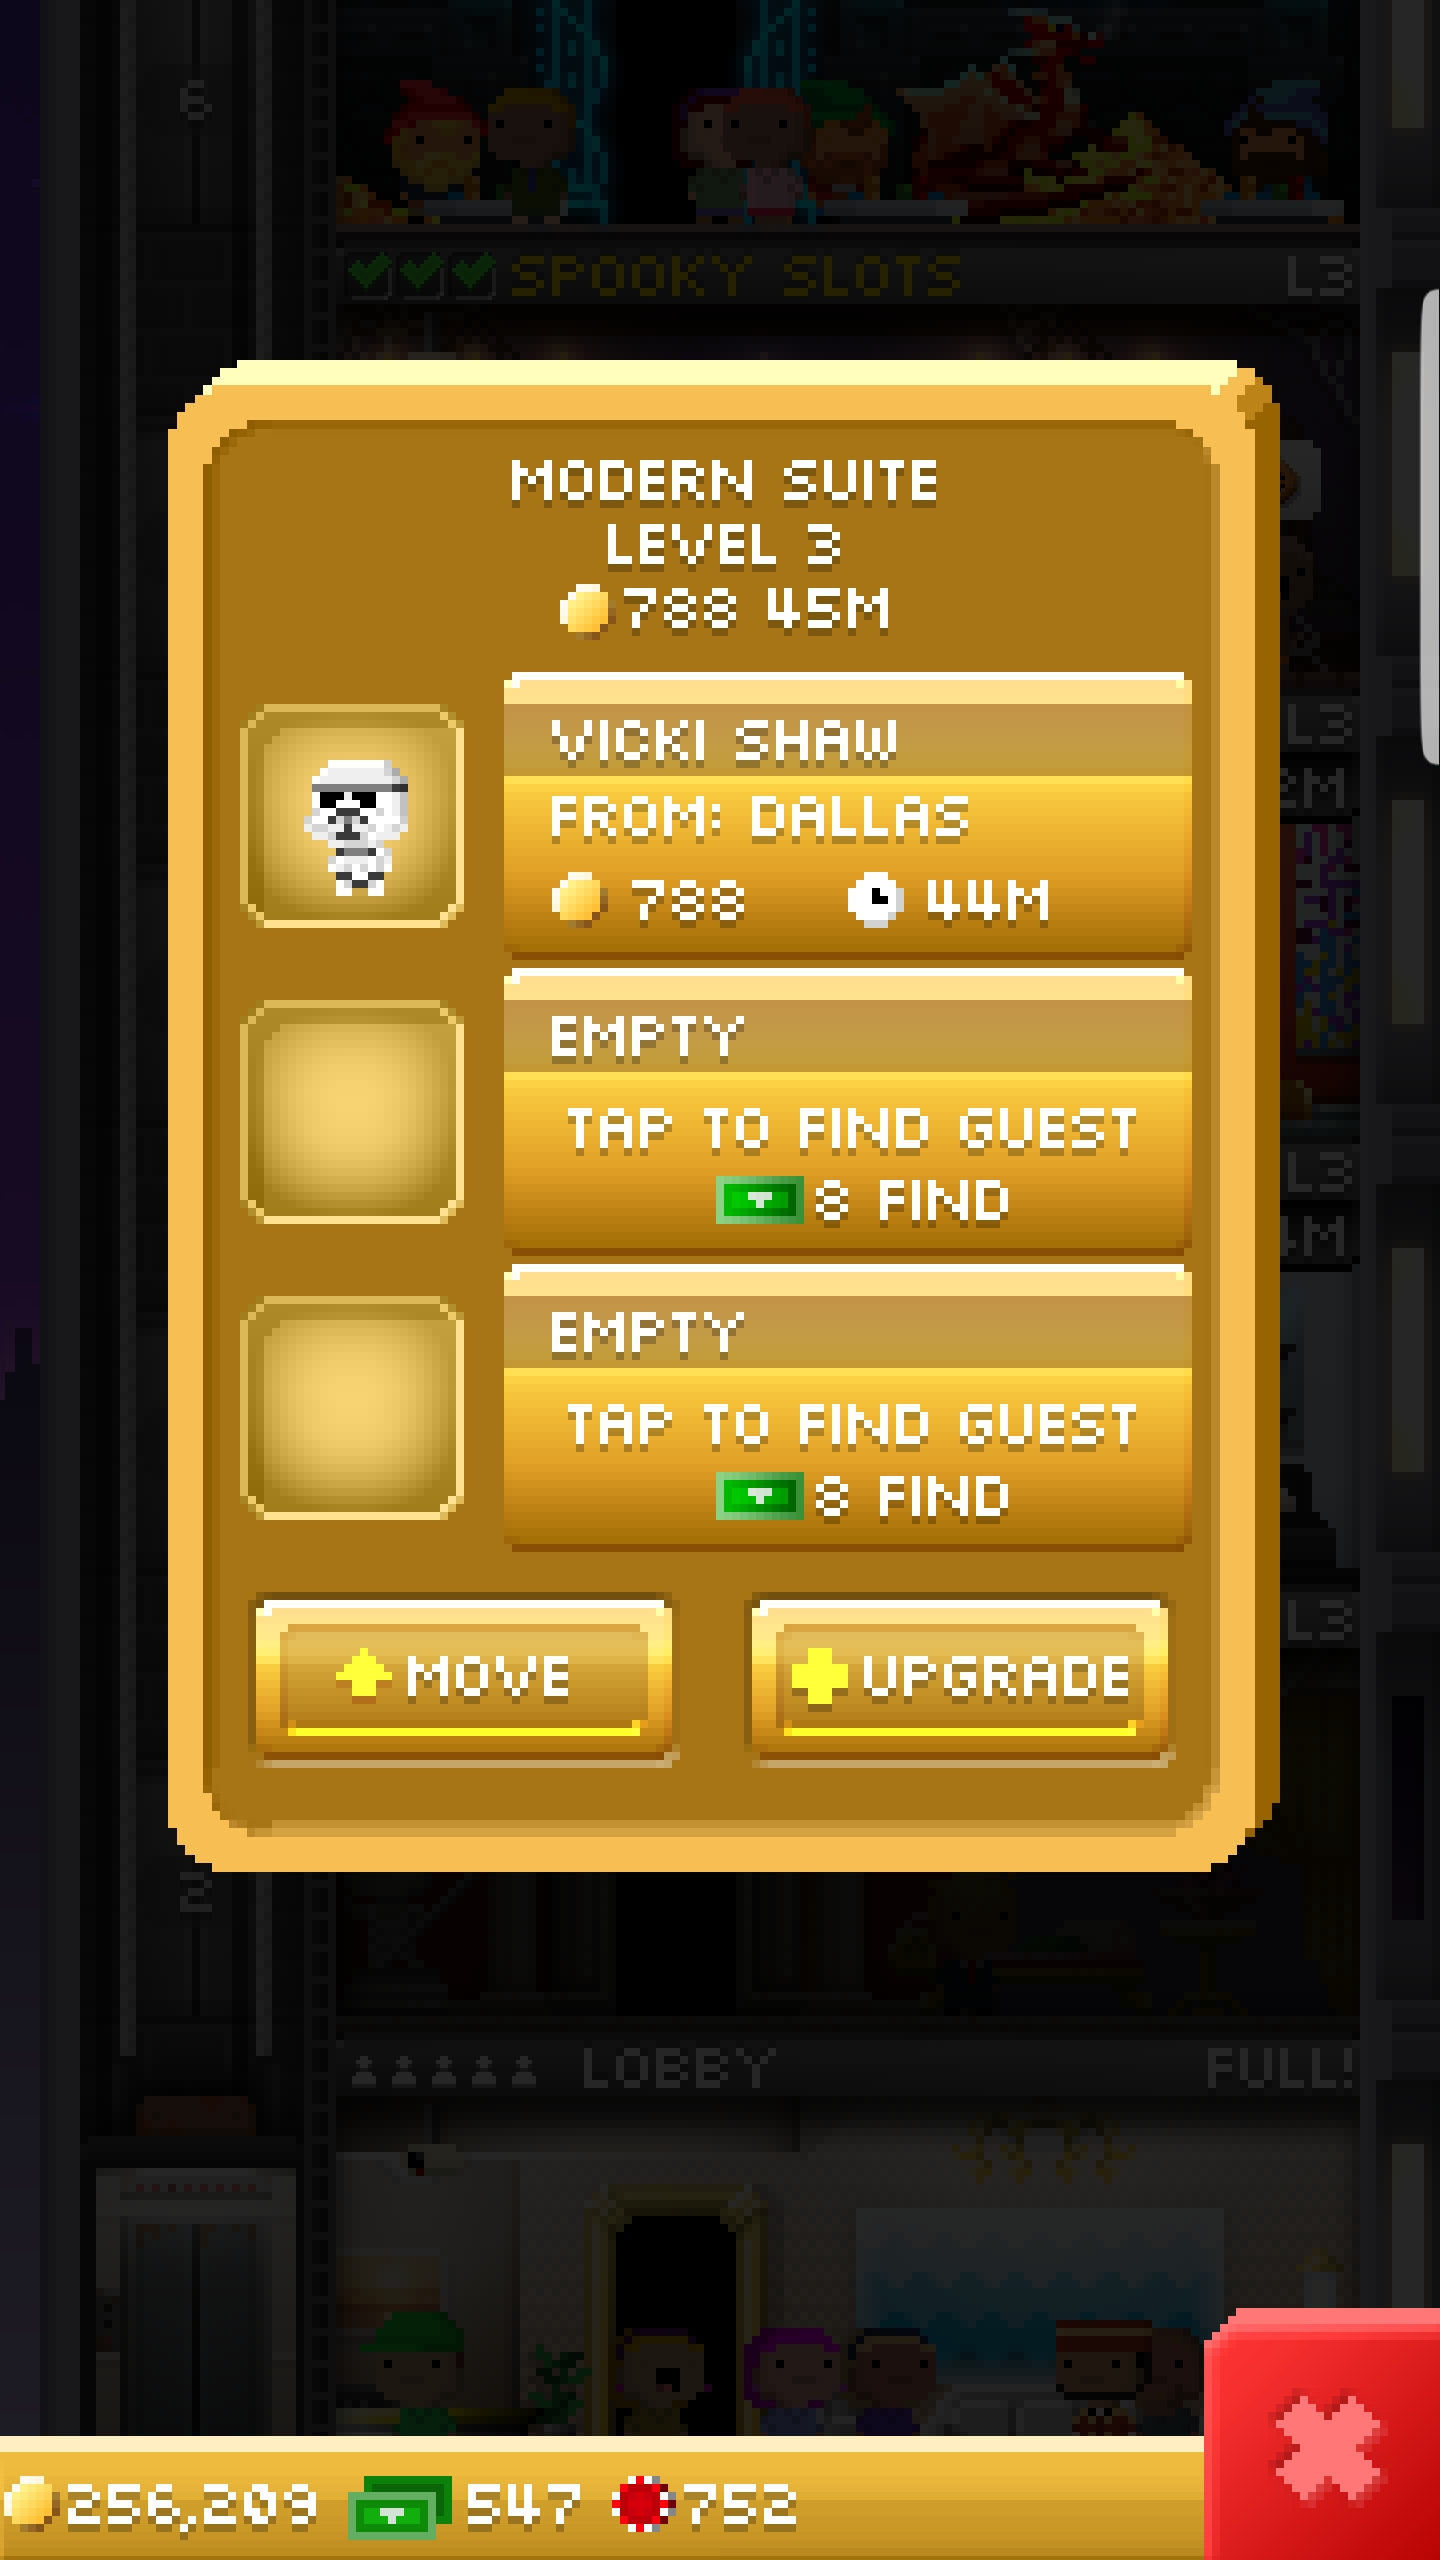 6
SPOOKY SLOTS L3
MODERN SUITE
LEVEL 3
788 45M
VICKI SHAW
FROM: DALLAS
788 44M
L3
2M
EMPTY
TAP TO FIND GUEST
8 FIND
L3
M
EMPTY
TAP TO FIND GUEST
8 FIND
L3
MOVE UPGRADE
2
LOBBY FULL!
256,209 547 752